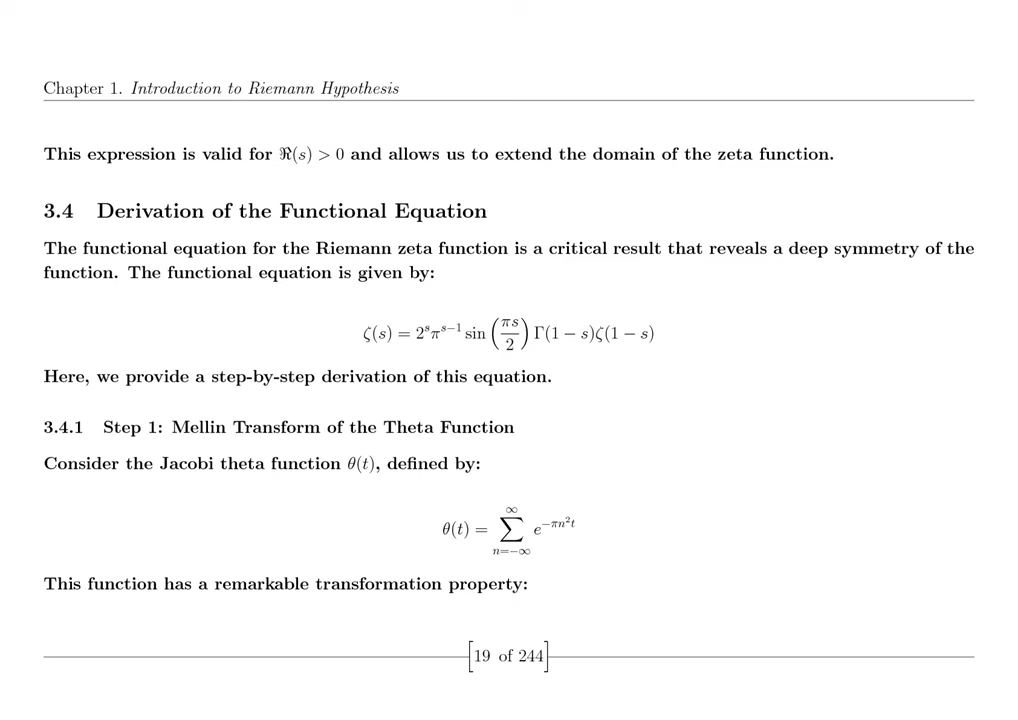 Chapter 1. Introduction to Riemann Hypothesis
This expression is valid for ℜ(s) > 0 and allows us to extend the domain of the zeta function.
3.4 Derivation of the Functional Equation
The functional equation for the Riemann zeta function is a critical result that reveals a deep symmetry of the
function. The functional equation is given by:
ζ(s) = 2^s π^{s−1} sin (πs/2) Γ(1 − s)ζ(1 − s)
Here, we provide a step-by-step derivation of this equation.
3.4.1 Step 1: Mellin Transform of the Theta Function
Consider the Jacobi theta function θ(t), defined by:
θ(t) = ∑_{n=−∞}^{∞} e^{−πn²t}
This function has a remarkable transformation property:
[19 of 244]